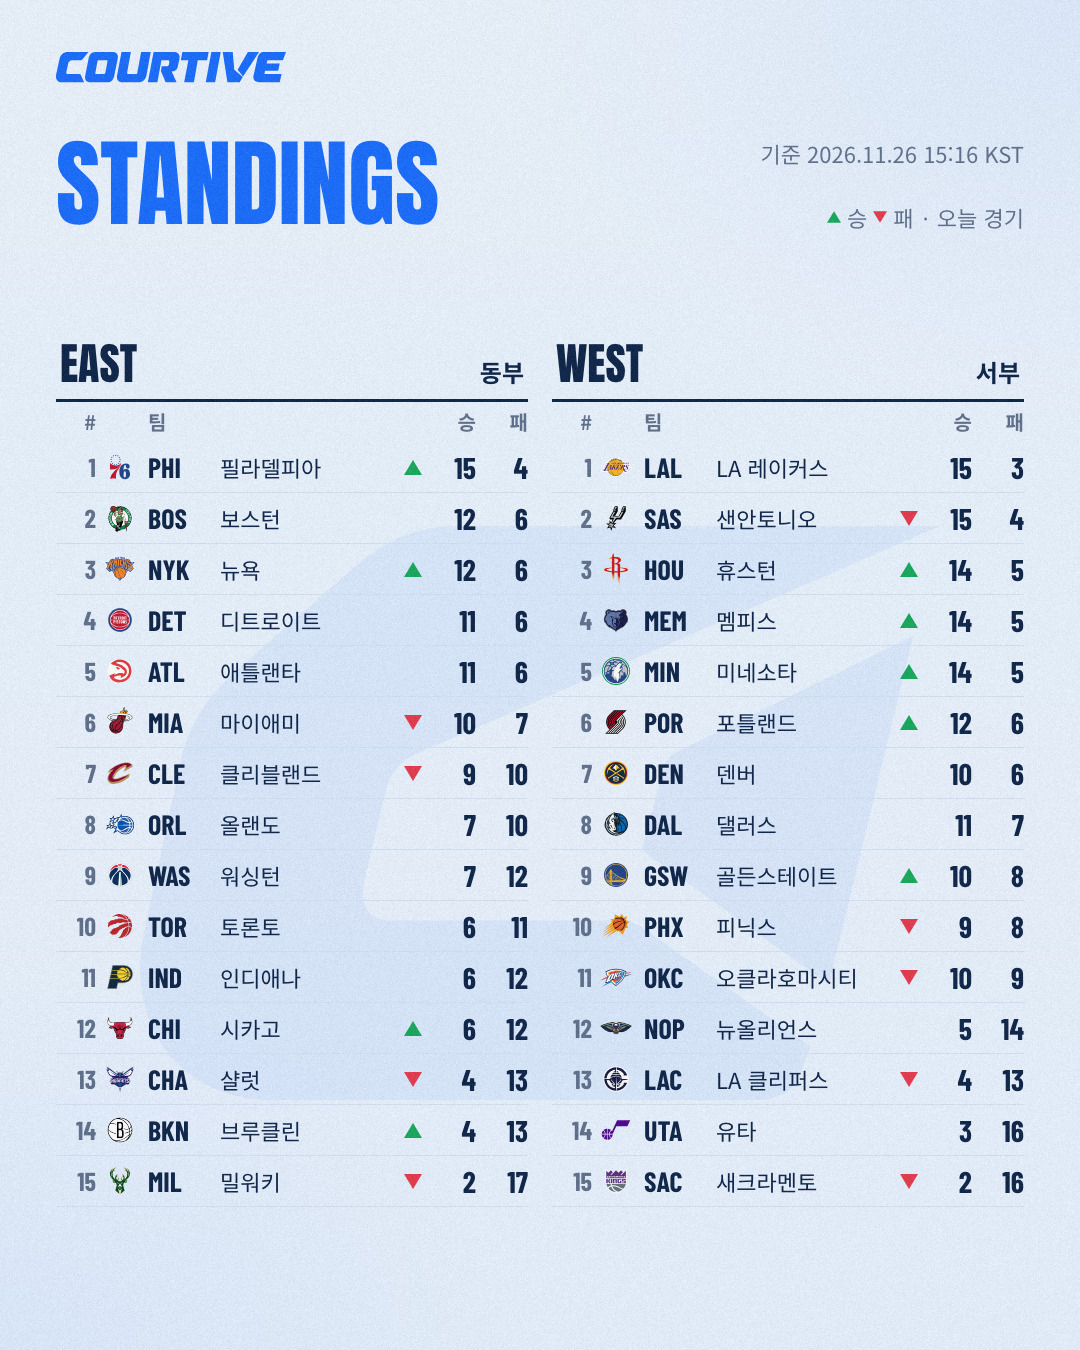 COURTIVE
STANDINGS
기준 2026.11.26 15:16 KST
▲ 승 ▼ 패 · 오늘 경기
EAST 동부
# 팀 승 패
1 PHI 필라델피아 ▲ 15 4
2 BOS 보스턴 12 6
3 NYK 뉴욕 ▲ 12 6
4 DET 디트로이트 11 6
5 ATL 애틀랜타 11 6
6 MIA 마이애미 ▼ 10 7
7 CLE 클리블랜드 ▼ 9 10
8 ORL 올랜도 7 10
9 WAS 워싱턴 7 12
10 TOR 토론토 6 11
11 IND 인디애나 6 12
12 CHI 시카고 ▲ 6 12
13 CHA 샬럿 ▼ 4 13
14 BKN 브루클린 ▲ 4 13
15 MIL 밀워키 ▼ 2 17
WEST 서부
# 팀 승 패
1 LAL LA 레이커스 15 3
2 SAS 샌안토니오 ▼ 15 4
3 HOU 휴스턴 ▲ 14 5
4 MEM 멤피스 ▲ 14 5
5 MIN 미네소타 ▲ 14 5
6 POR 포틀랜드 ▲ 12 6
7 DEN 덴버 10 6
8 DAL 댈러스 11 7
9 GSW 골든스테이트 ▲ 10 8
10 PHX 피닉스 ▼ 9 8
11 OKC 오클라호마시티 ▼ 10 9
12 NOP 뉴올리언스 5 14
13 LAC LA 클리퍼스 ▼ 4 13
14 UTA 유타 3 16
15 SAC 새크라멘토 ▼ 2 16